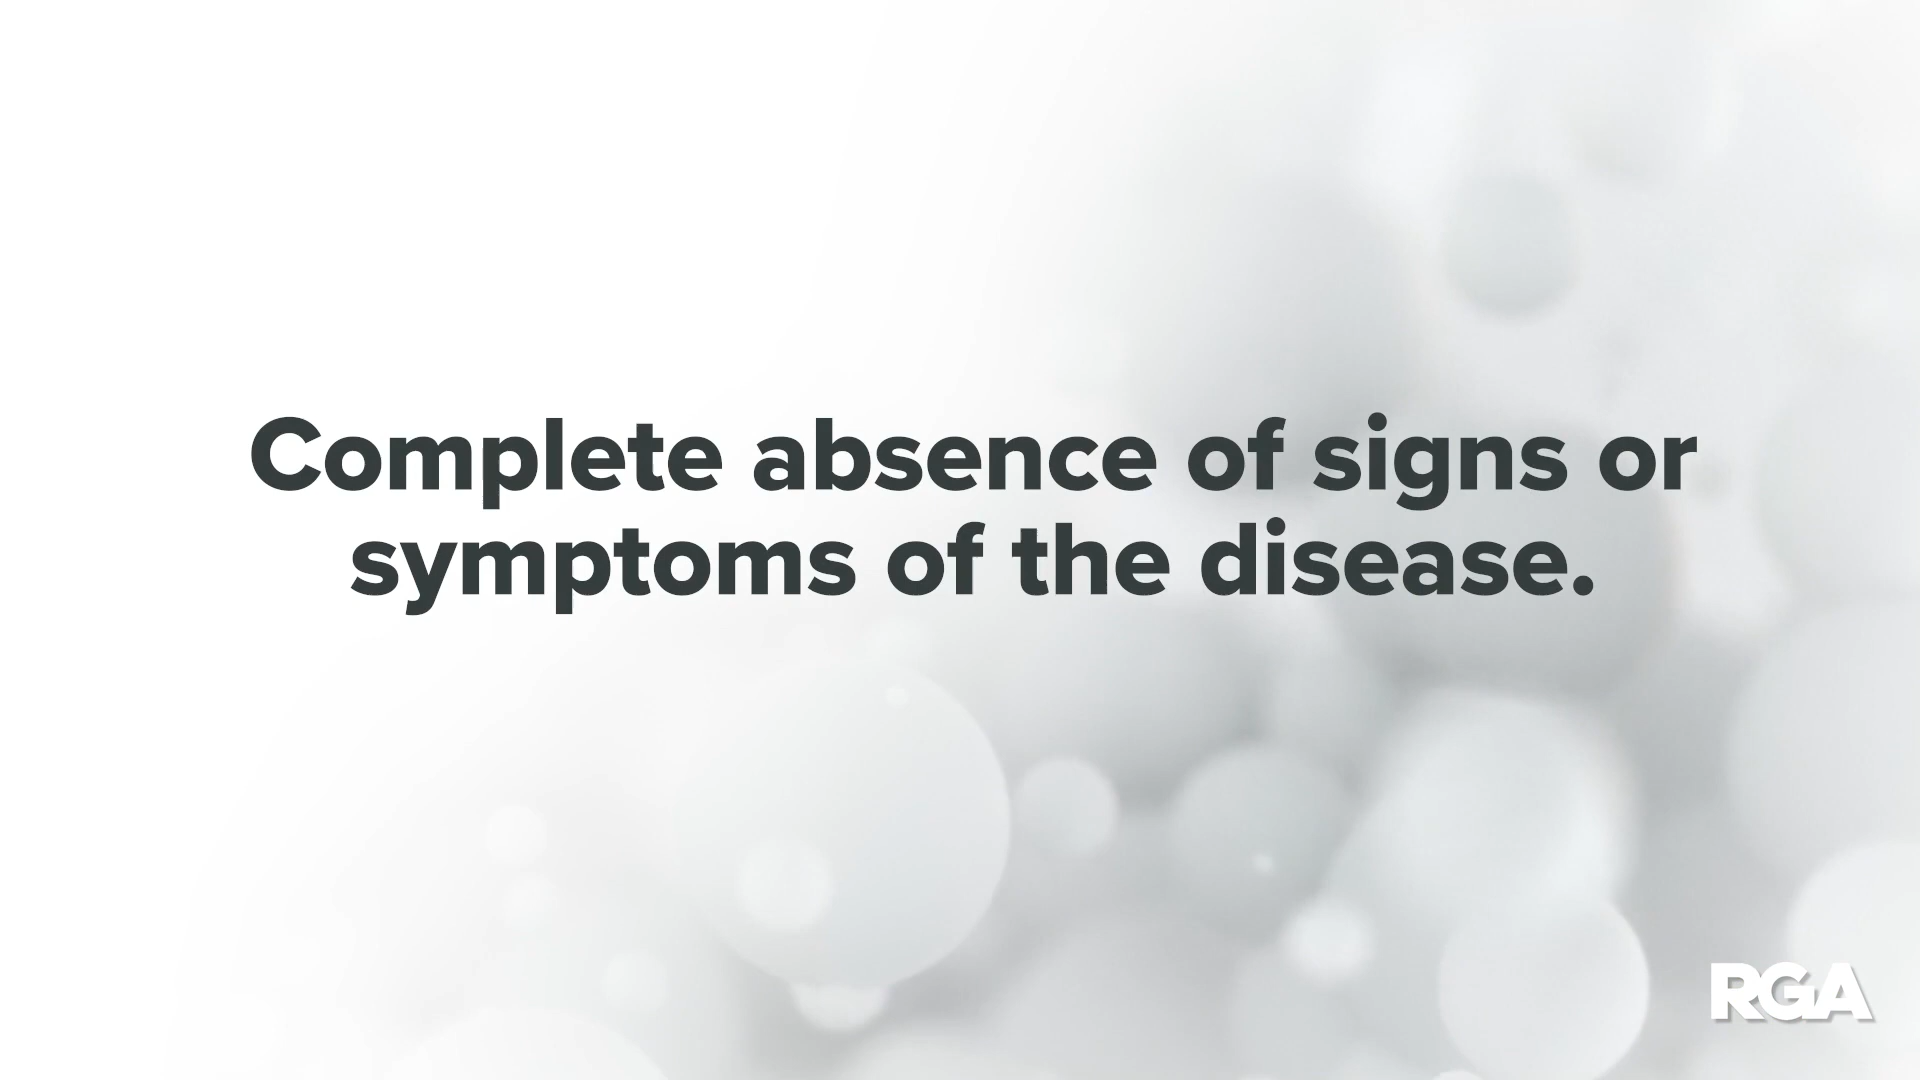 Complete absence of signs or
symptoms of the disease.
RGA